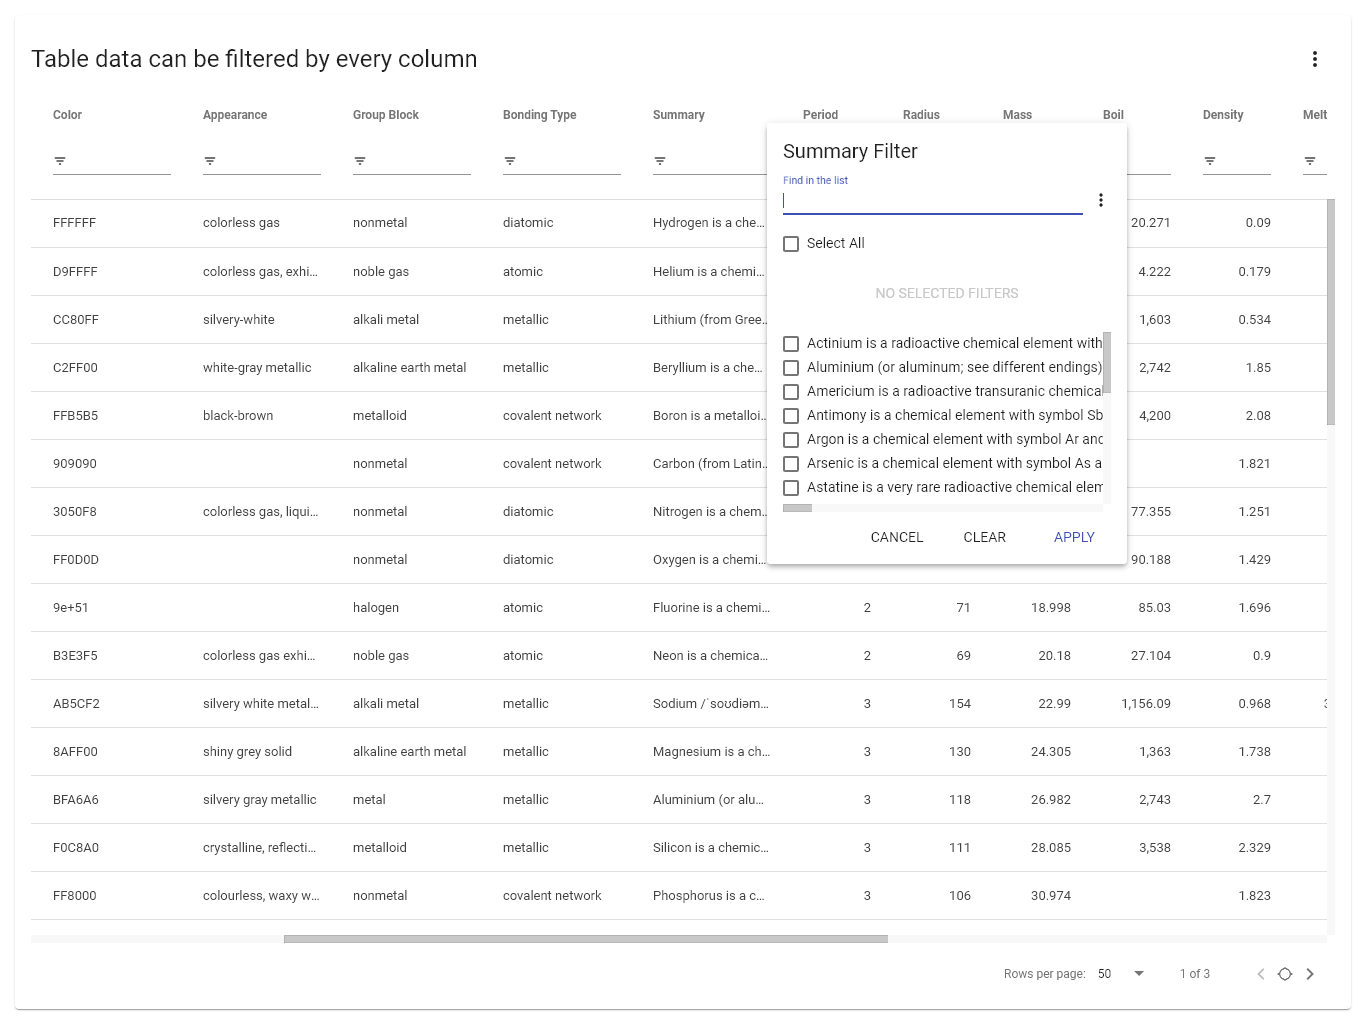 Table data can be filtered by every column
Color Appearance Group Block Bonding Type Summary Period Radius Mass Boil Density Melt
FFFFFF colorless gas nonmetal diatomic Hydrogen is a che... 20.271 0.09
D9FFFF colorless gas, exhi... noble gas atomic Helium is a chemi... 4.222 0.179
CC80FF silvery-white alkali metal metallic Lithium (from Gree... 1,603 0.534
C2FF00 white-gray metallic alkaline earth metal metallic Beryllium is a che... 2,742 1.85
FFB5B5 black-brown metalloid covalent network Boron is a metalloi... 4,200 2.08
909090 nonmetal covalent network Carbon (from Latin... 1.821
3050F8 colorless gas, liqui... nonmetal diatomic Nitrogen is a chem... 77.355 1.251
FF0D0D nonmetal diatomic Oxygen is a chemi... 90.188 1.429
9e+51 halogen atomic Fluorine is a chemi... 2 71 18.998 85.03 1.696
B3E3F5 colorless gas exhi... noble gas atomic Neon is a chemica... 2 69 20.18 27.104 0.9
AB5CF2 silvery white metal... alkali metal metallic Sodium /ˈsoʊdiəm... 3 154 22.99 1,156.09 0.968
8AFF00 shiny grey solid alkaline earth metal metallic Magnesium is a ch... 3 130 24.305 1,363 1.738
BFA6A6 silvery gray metallic metal metallic Aluminium (or alu... 3 118 26.982 2,743 2.7
F0C8A0 crystalline, reflecti... metalloid metallic Silicon is a chemic... 3 111 28.085 3,538 2.329
FF8000 colourless, waxy w... nonmetal covalent network Phosphorus is a c... 3 106 30.974 1.823
Summary Filter
Find in the list
Select All
NO SELECTED FILTERS
Actinium is a radioactive chemical element with
Aluminium (or aluminum; see different endings)
Americium is a radioactive transuranic chemical
Antimony is a chemical element with symbol Sb
Argon is a chemical element with symbol Ar and
Arsenic is a chemical element with symbol As a
Astatine is a very rare radioactive chemical elem
CANCEL CLEAR APPLY
Rows per page: 50 1 of 3